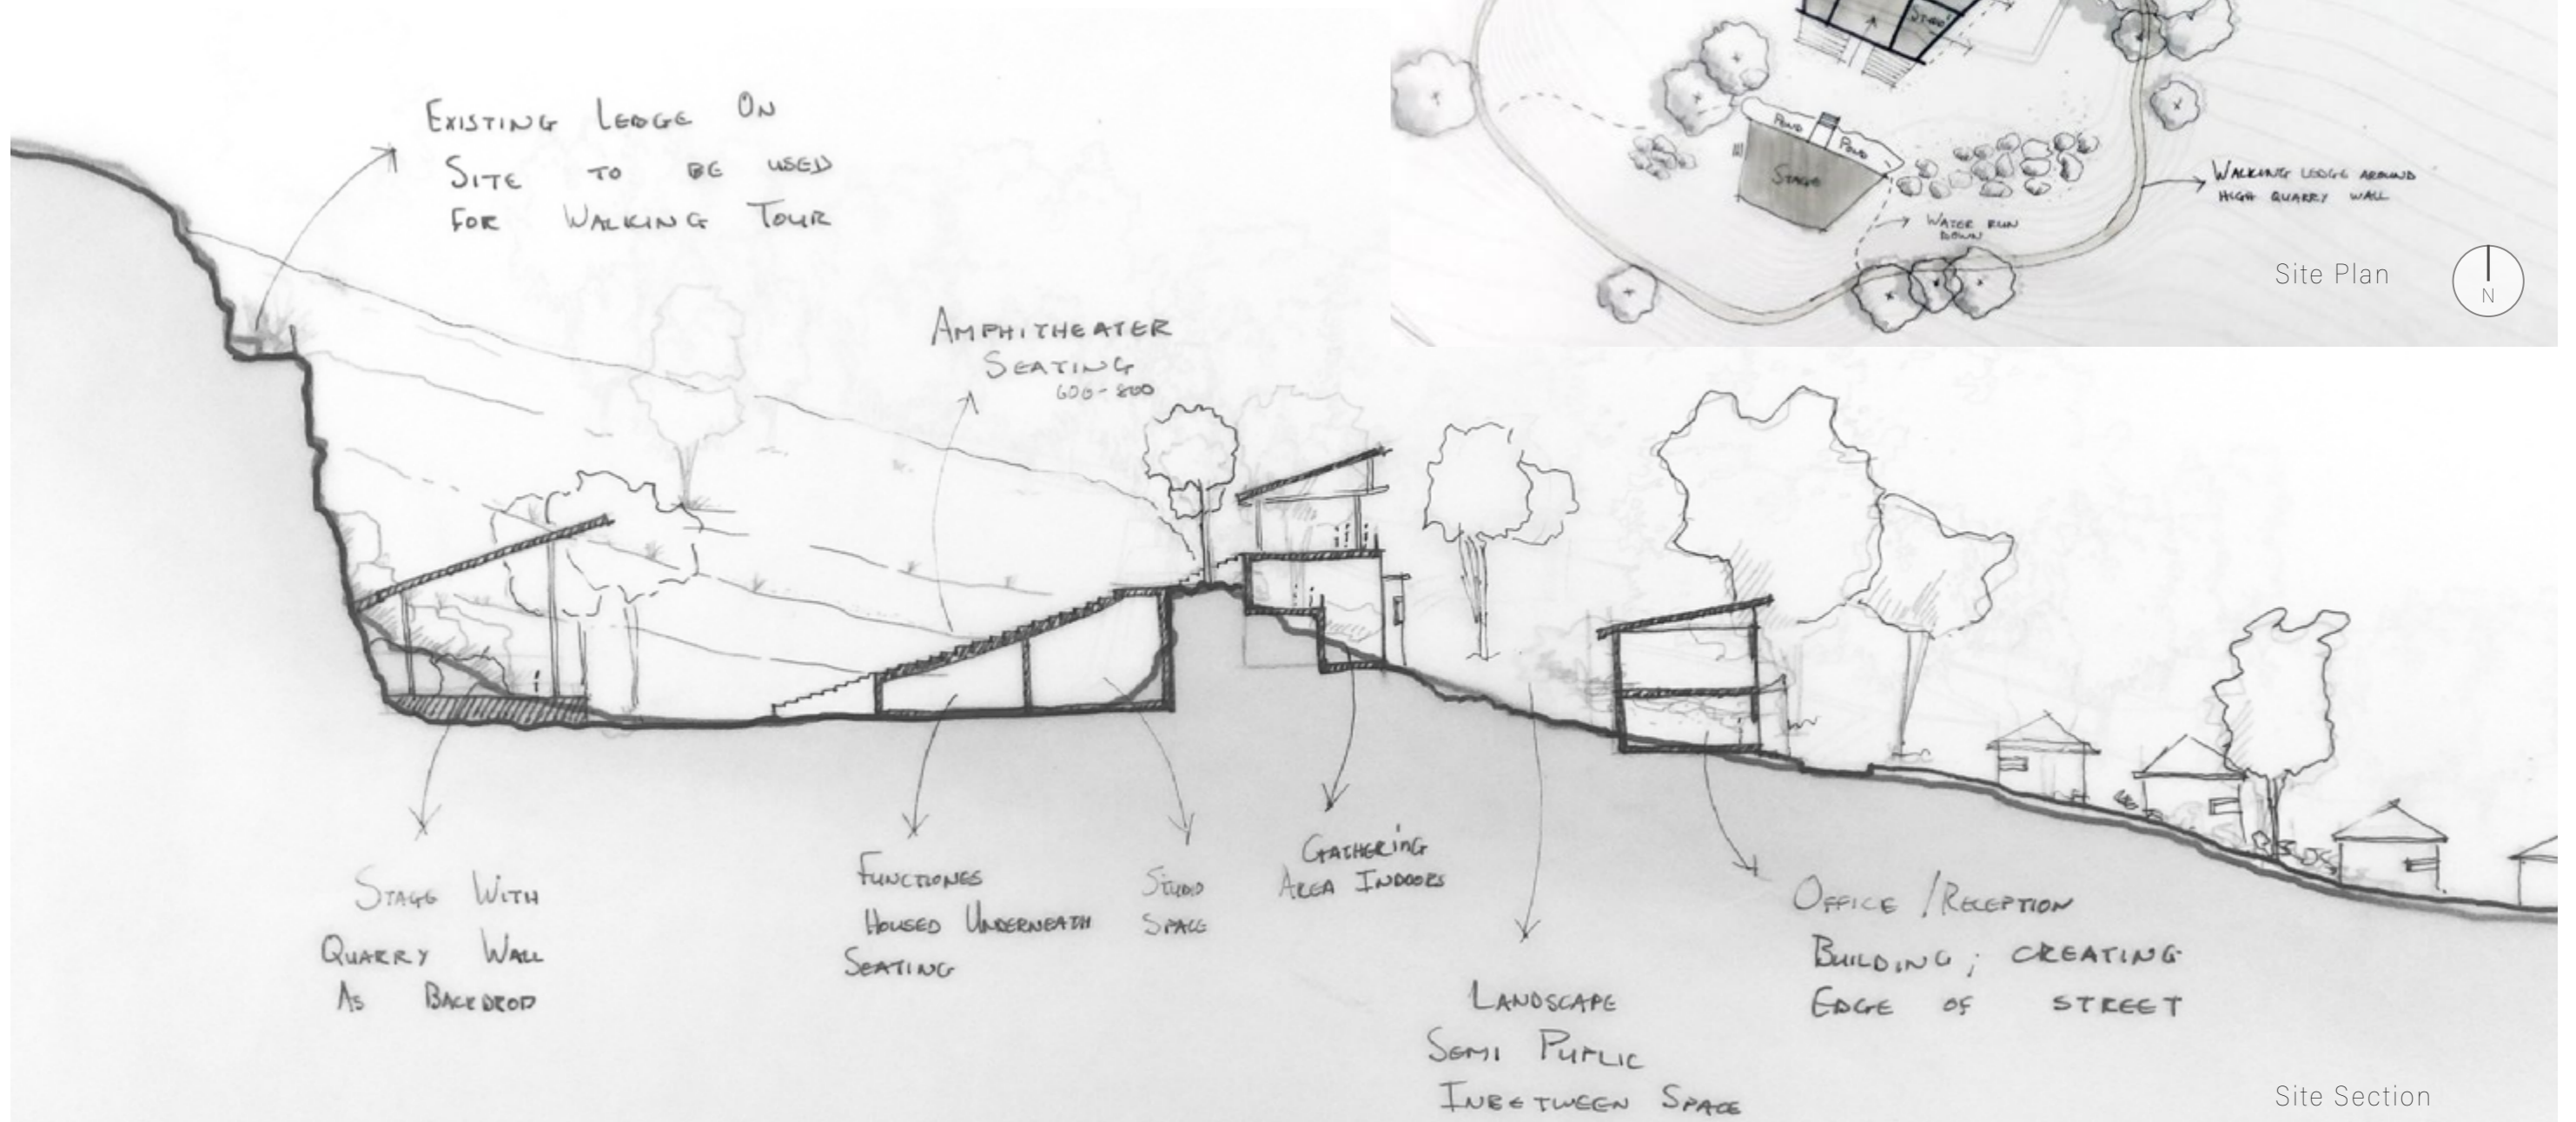 EXISTING LEDGE ON
SITE TO BE USED
FOR WALKING TOUR
AMPHITHEATER
SEATING
600-800
STUDIO
POND
POND
STAGE
WALKING LEDGE AROUND
HIGH QUARRY WALL
WATER RUN
DOWN
Site Plan
N
STAGE WITH
QUARRY WALL
AS BACKDROP
FUNCTIONES
HOUSED UNDERNEATH
SEATING
STUDIO
SPACE
GATHERING
AREA INDOORS
LANDSCAPE
SEMI PUBLIC
INBETWEEN SPACE
OFFICE / RECEPTION
BUILDING; CREATING
EDGE OF STREET
Site Section